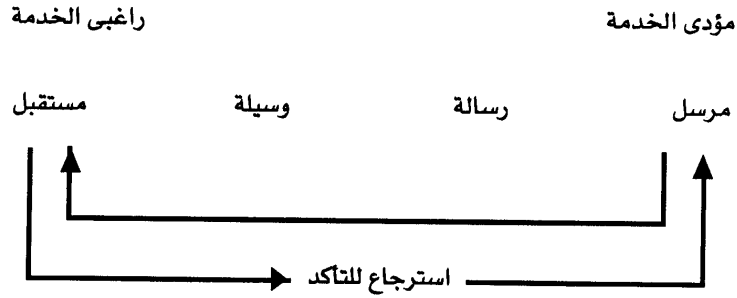 مؤدى الخدمة راغبى الخدمة
مرسل رسالة وسيلة مستقبل
استرجاع للتأكد